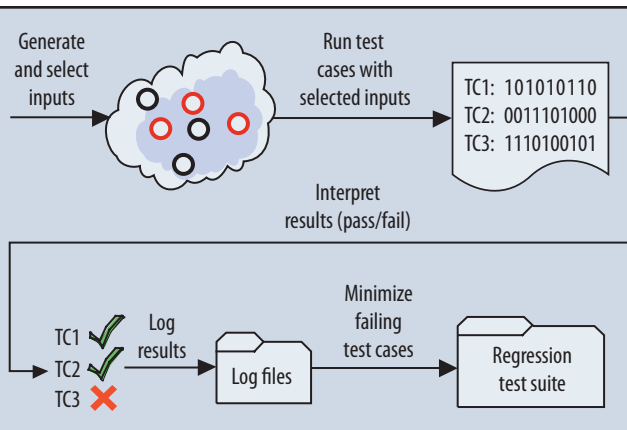 Generate
and select
inputs
Run test
cases with
selected inputs
TC1: 101010110
TC2: 0011101000
TC3: 1110100101
Interpret
results (pass/fail)
TC1
TC2
TC3
Log
results
Log files
Minimize
failing
test cases
Regression
test suite